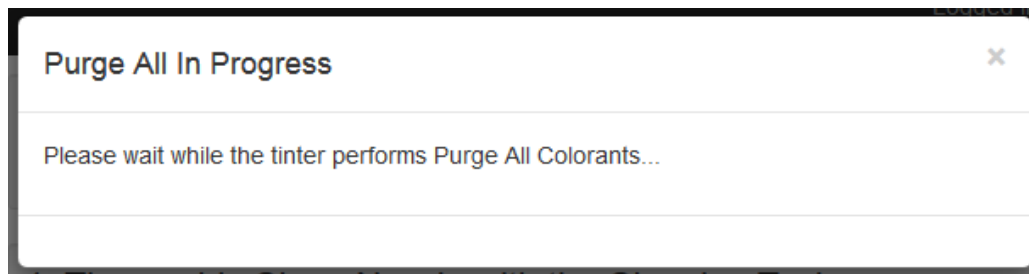 Purge All In Progress
×
Please wait while the tinter performs Purge All Colorants...